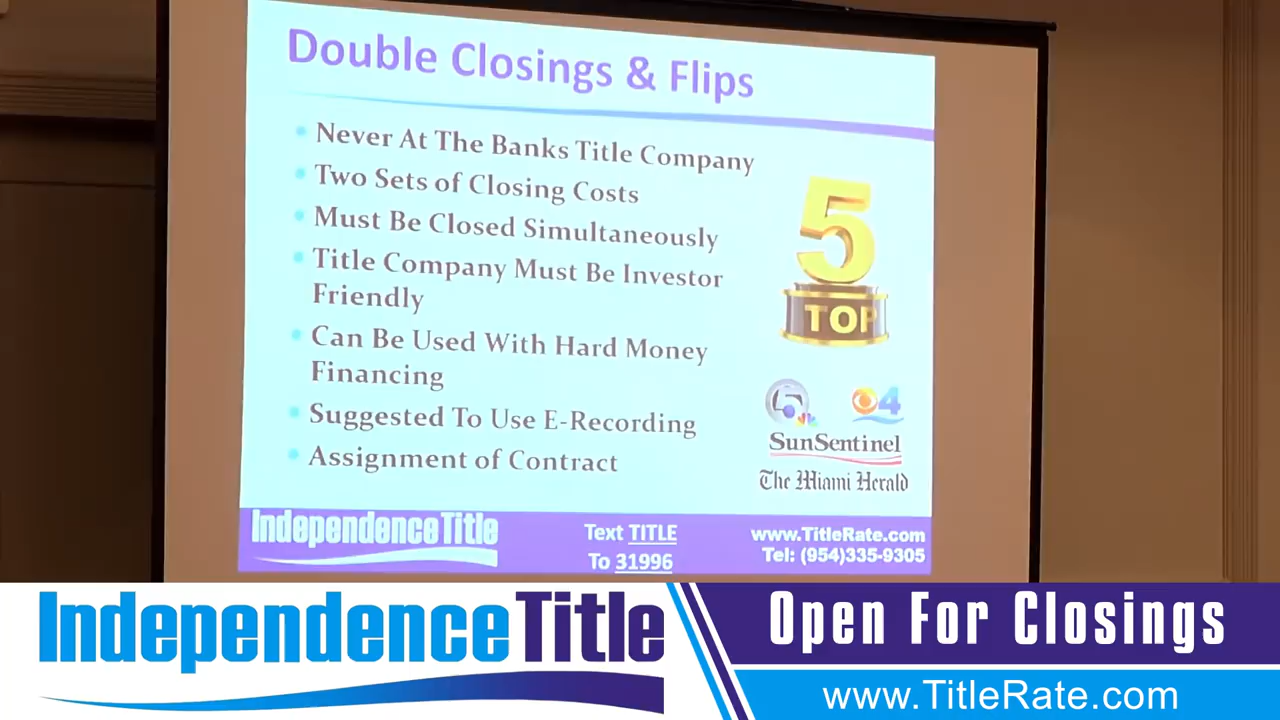 Double Closings & Flips
Never At The Banks Title Company
Two Sets of Closing Costs
Must Be Closed Simultaneously
Title Company Must Be Investor
Friendly
Can Be Used With Hard Money
Financing
Suggested To Use E-Recording
Assignment of Contract
5
TOP
5
4
SunSentinel
The Miami Herald
Independence Title
Text TITLE
To 31996
www.TitleRate.com
Tel: (954)335-9305
IndependenceTitle
Open For Closings
www.TitleRate.com